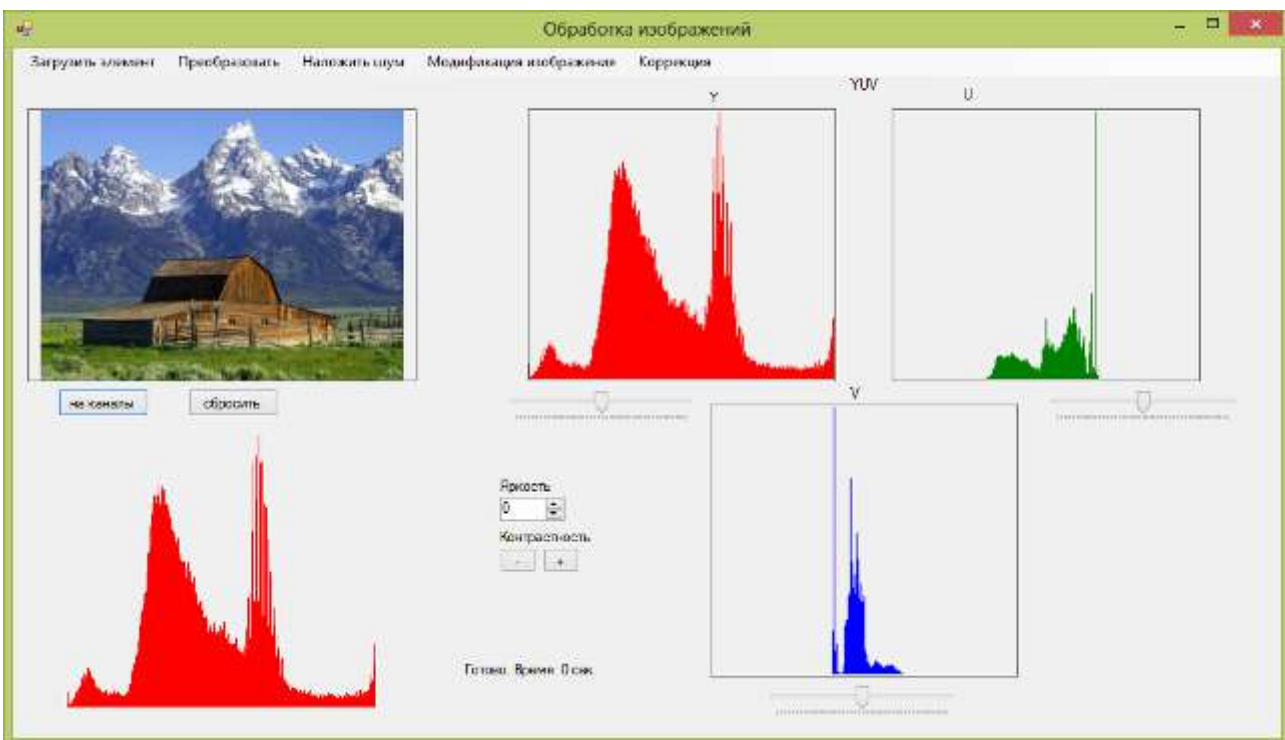 Обработка изображений
Загрузить элемент Преобразовать Наложить шум Модификация изображения Коррекция
YUV
Y
U
на каналы
сбросить
V
Яркость
0
Контрастность
- +
Готово. Время: 0 сек.